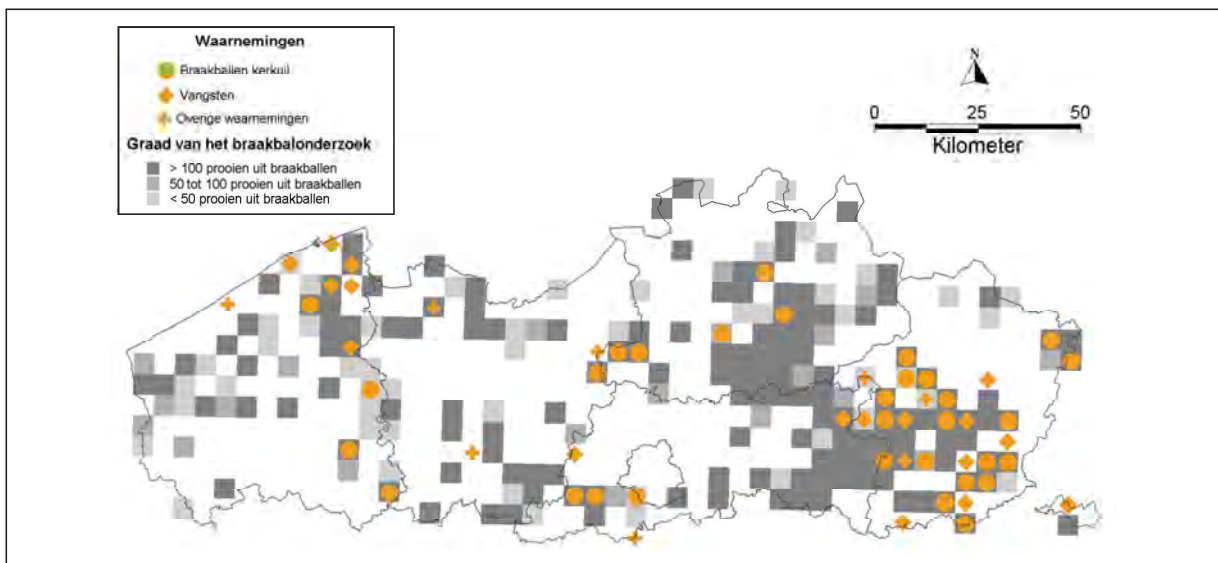 Waarnemingen
Braakballen kerkuil
Vangsten
Overige waarnemingen
Graad van het braakbalonderzoek
> 100 prooien uit braakballen
50 tot 100 prooien uit braakballen
< 50 prooien uit braakballen
N
0 25 50
Kilometer